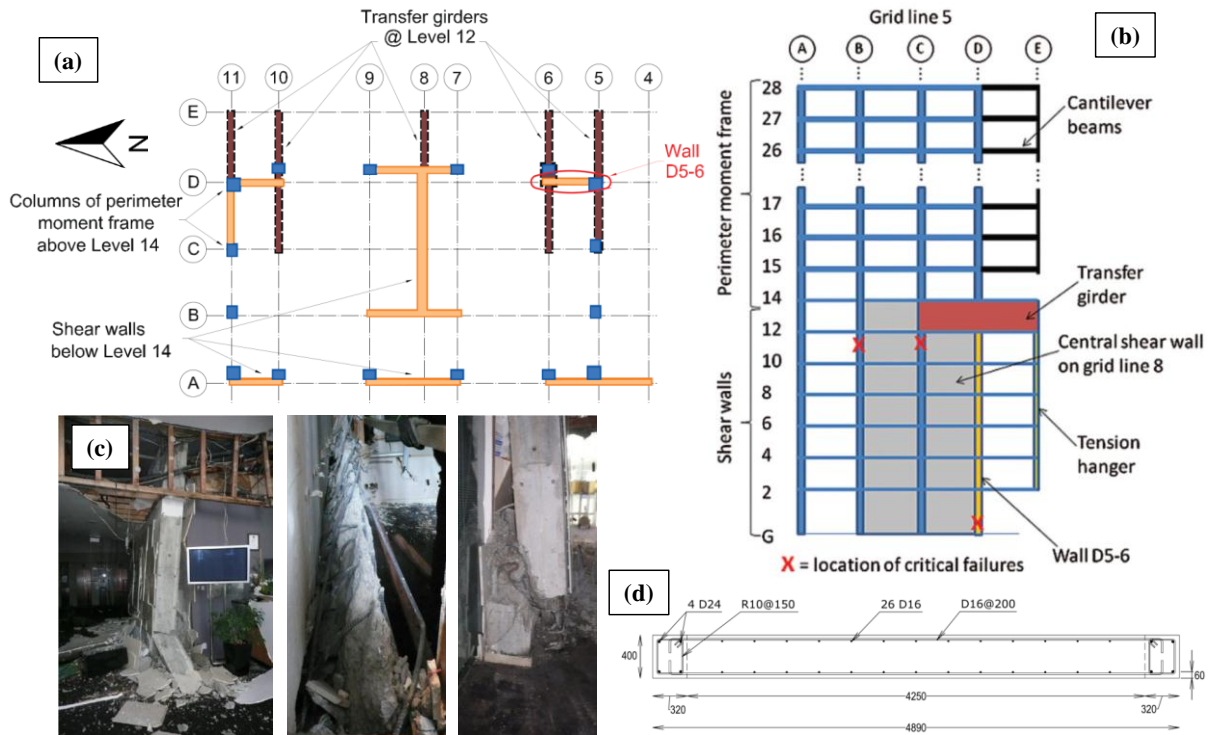 (a)
Transfer girders
@ Level 12
11
10
9
8
7
6
5
4
E
D
C
B
A
N
Wall
D5-6
Columns of perimeter
moment frame
above Level 14
Shear walls
below Level 14
Grid line 5
(b)
A
B
C
D
E
Perimeter moment frame
Shear walls
28
27
26
17
16
15
14
12
10
8
6
4
2
G
Cantilever
beams
Transfer
girder
Central shear wall
on grid line 8
Tension
hanger
Wall D5-6
X
X
X
X = location of critical failures
(c)
(d)
4 D24
R10@150
26 D16
D16@200
400
60
320
4250
320
4890